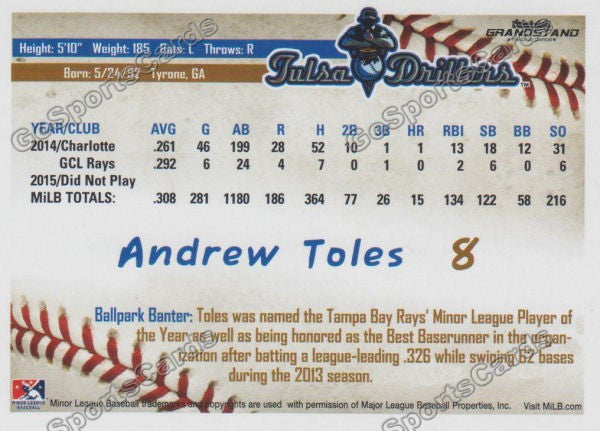 Height: 5'10" Weight: 185 Bats: L Throws: R
Born: 5/24/92 Tyrone, GA
Tulsa Drillers
GRANDSTAND
YEAR/CLUB AVG G AB R H 2B 3B HR RBI SB BB SO
2014/Charlotte .261 46 199 28 52 10 1 1 13 18 12 31
GCL Rays .292 6 24 4 7 0 1 0 2 6 0 6
2015/Did Not Play
MiLB TOTALS: .308 281 1180 186 364 77 26 15 134 122 58 216
Andrew Toles 8
Ballpark Banter: Toles was named the Tampa Bay Rays' Minor League Player of
the Year as well as being honored as the Best Baserunner in the organ-
ization after batting a league-leading .326 while swiping 62 bases
during the 2013 season.
MINOR LEAGUE
BASEBALL
Minor League Baseball trademarks and copyrights are used with permission of Major League Baseball Properties, Inc. Visit MiLB.com
GoSportsCards